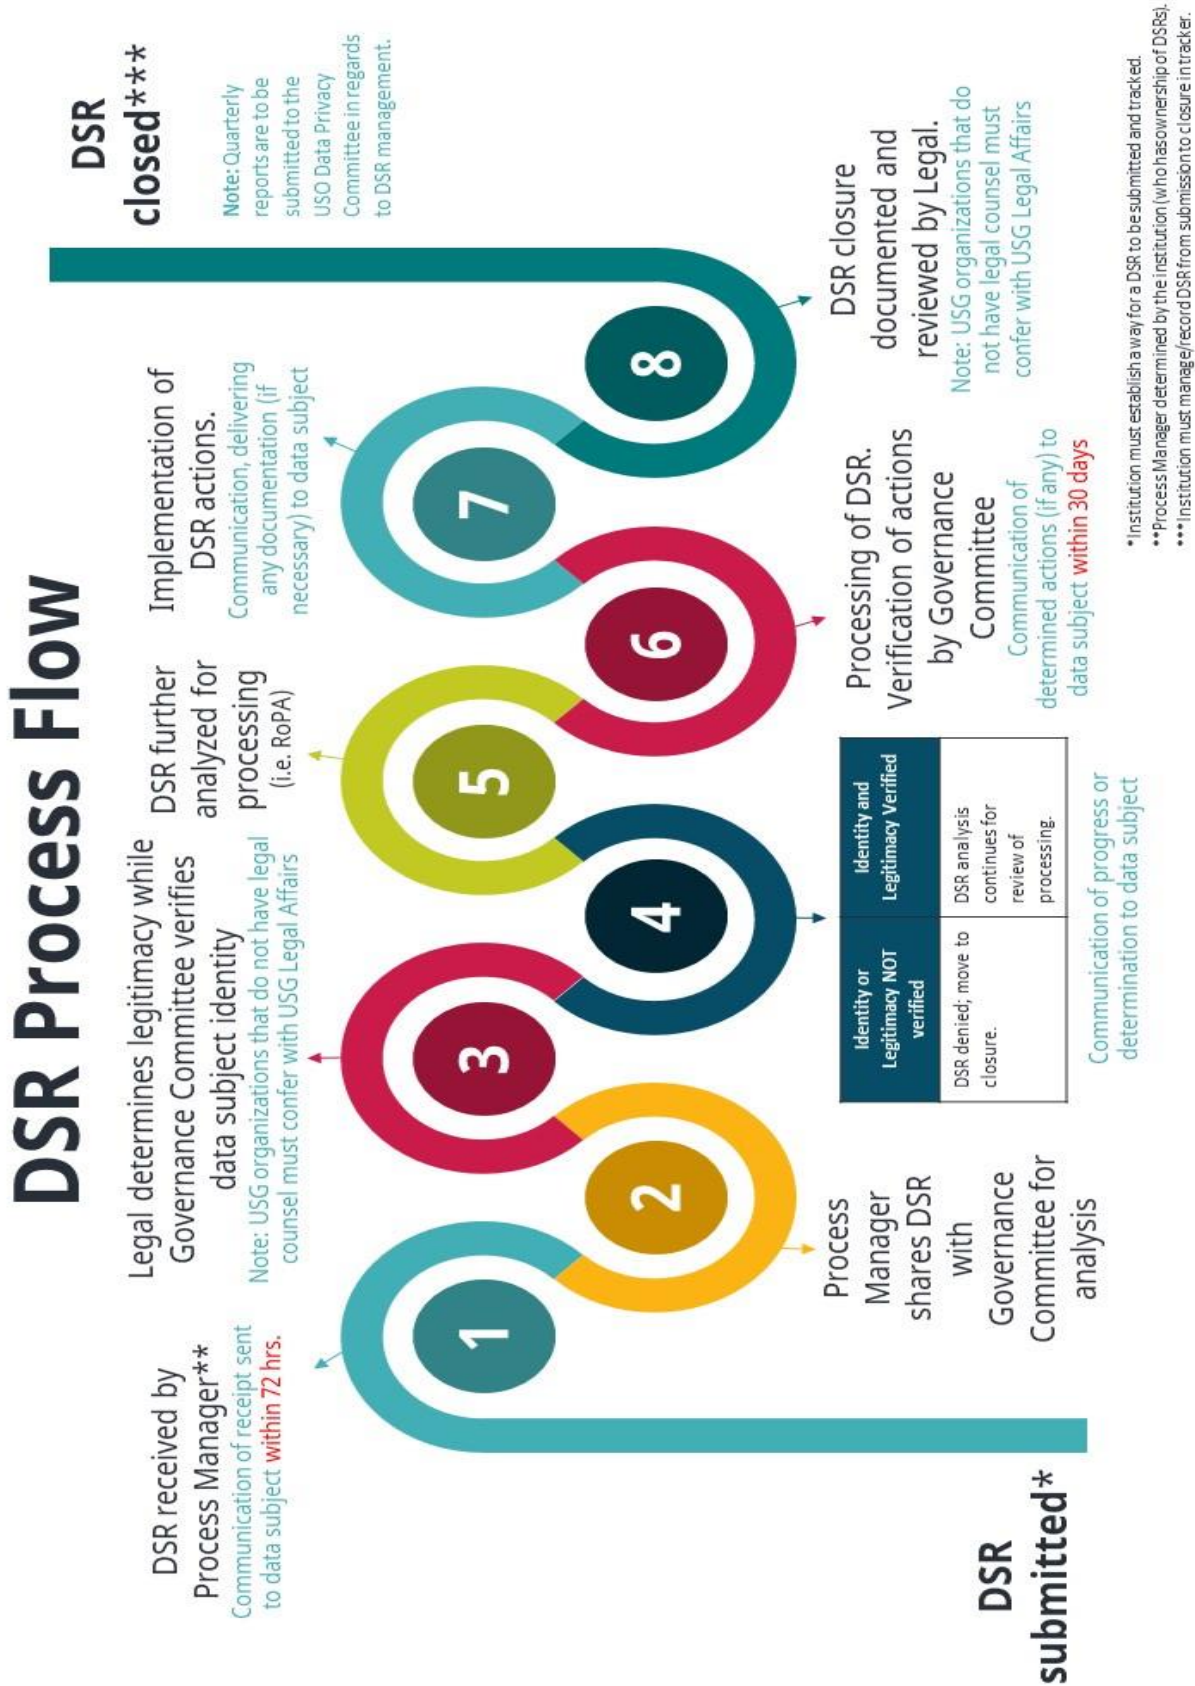 DSR Process Flow
DSR
submitted*
DSR received by
Process Manager**
Communication of receipt sent
to data subject within 72 hrs.
1
Process
Manager
shares DSR
with
Governance
Committee for
analysis
2
Legal determines legitimacy while
Governance Committee verifies
data subject identity
Note: USG organizations that do not have legal
counsel must confer with USG Legal Affairs
3
4
Identity or
Legitimacy NOT
verified
Identity and
Legitimacy Verified
DSR denied; move to
closure.
DSR analysis
continues for
review of
processing.
Communication of progress or
determination to data subject
DSR further
analyzed for
processing
(i.e. RoPA)
5
6
Processing of DSR.
Verification of actions
by Governance
Committee
Communication of
determined actions (if any) to
data subject within 30 days
Implementation of
DSR actions.
Communication, delivering
any documentation (if
necessary) to data subject
7
8
DSR closure
documented and
reviewed by Legal.
Note: USG organizations that do
not have legal counsel must
confer with USG Legal Affairs
DSR
closed***
Note: Quarterly
reports are to be
submitted to the
USO Data Privacy
Committee in regards
to DSR management.
*Institution must establish a way for a DSR to be submitted and tracked.
**Process Manager determined by the institution (who has ownership of DSRs).
***Institution must manage/record DSR from submission to closure in tracker.